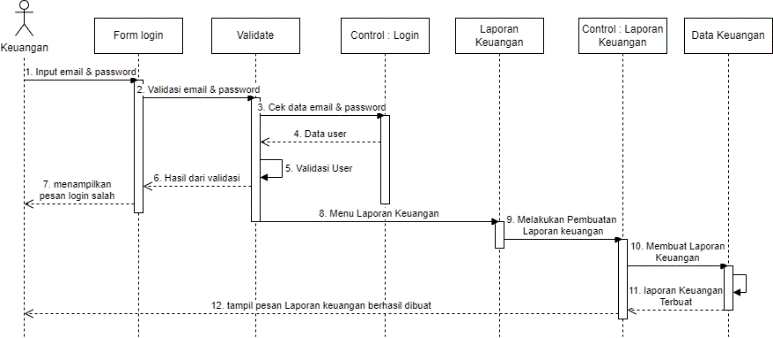 Keuangan
Form login
Validate
Control : Login
Laporan
Keuangan
Control : Laporan
Keuangan
Data Keuangan
1. Input email & password
2. Validasi email & password
3. Cek data email & password
4. Data user
5. Validasi User
6. Hasil dari validasi
7. menampilkan
pesan login salah
8. Menu Laporan Keuangan
9. Melakukan Pembuatan
Laporan keuangan
10. Membuat Laporan
Keuangan
11. laporan Keuangan
Terbuat
12. tampil pesan Laporan keuangan berhasil dibuat